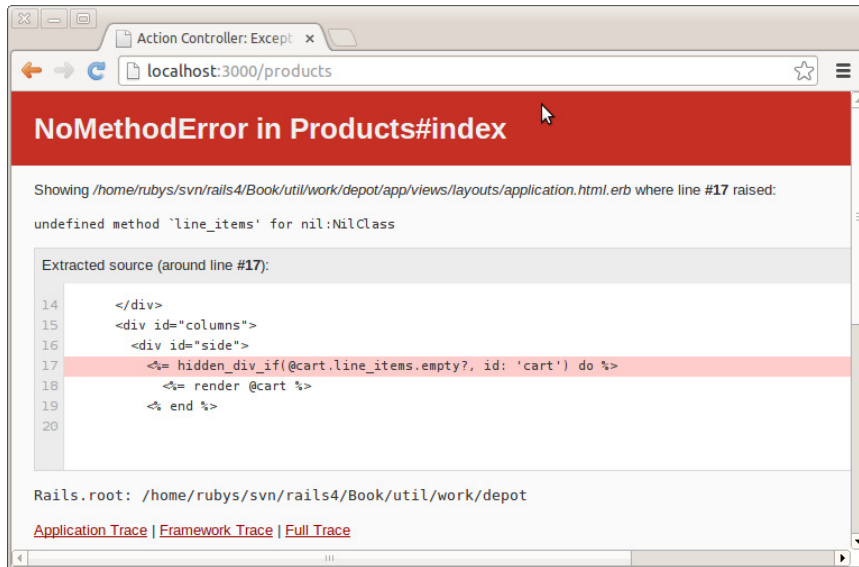 Action Controller: Except
localhost:3000/products
NoMethodError in Products#index
Showing /home/rubys/svn/rails4/Book/util/work/depot/app/views/layouts/application.html.erb where line #17 raised:
undefined method `line_items' for nil:NilClass
Extracted source (around line #17):
14 </div>
15 <div id="columns">
16 <div id="side">
17 <%= hidden_div_if(@cart.line_items.empty?, id: 'cart') do %>
18 <%= render @cart %>
19 <% end %>
20
Rails.root: /home/rubys/svn/rails4/Book/util/work/depot
Application Trace | Framework Trace | Full Trace